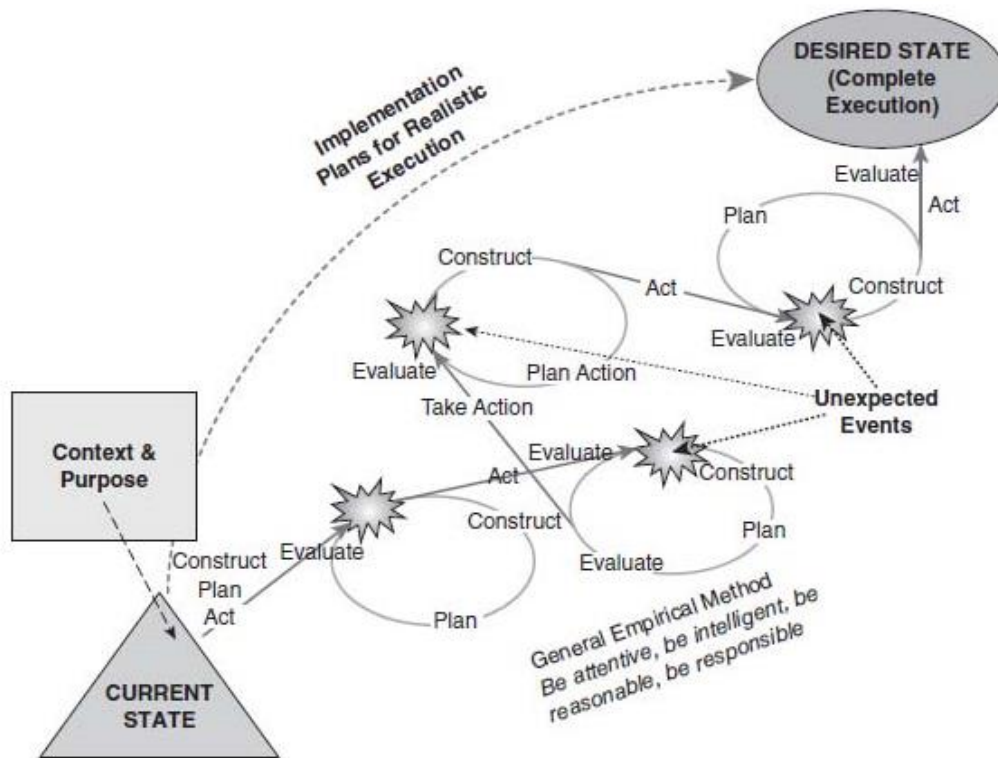 DESIRED STATE
(Complete
Execution)
Implementation
Plans for Realistic
Execution
Evaluate
Act
Plan
Construct
Evaluate
Construct
Act
Evaluate
Plan Action
Take Action
Unexpected
Events
Context &
Purpose
Evaluate
Act
Construct
Construct
Plan
Evaluate
Construct
Plan
Act
Evaluate
Plan
General Empirical Method
Be attentive, be intelligent, be
reasonable, be responsible
CURRENT
STATE